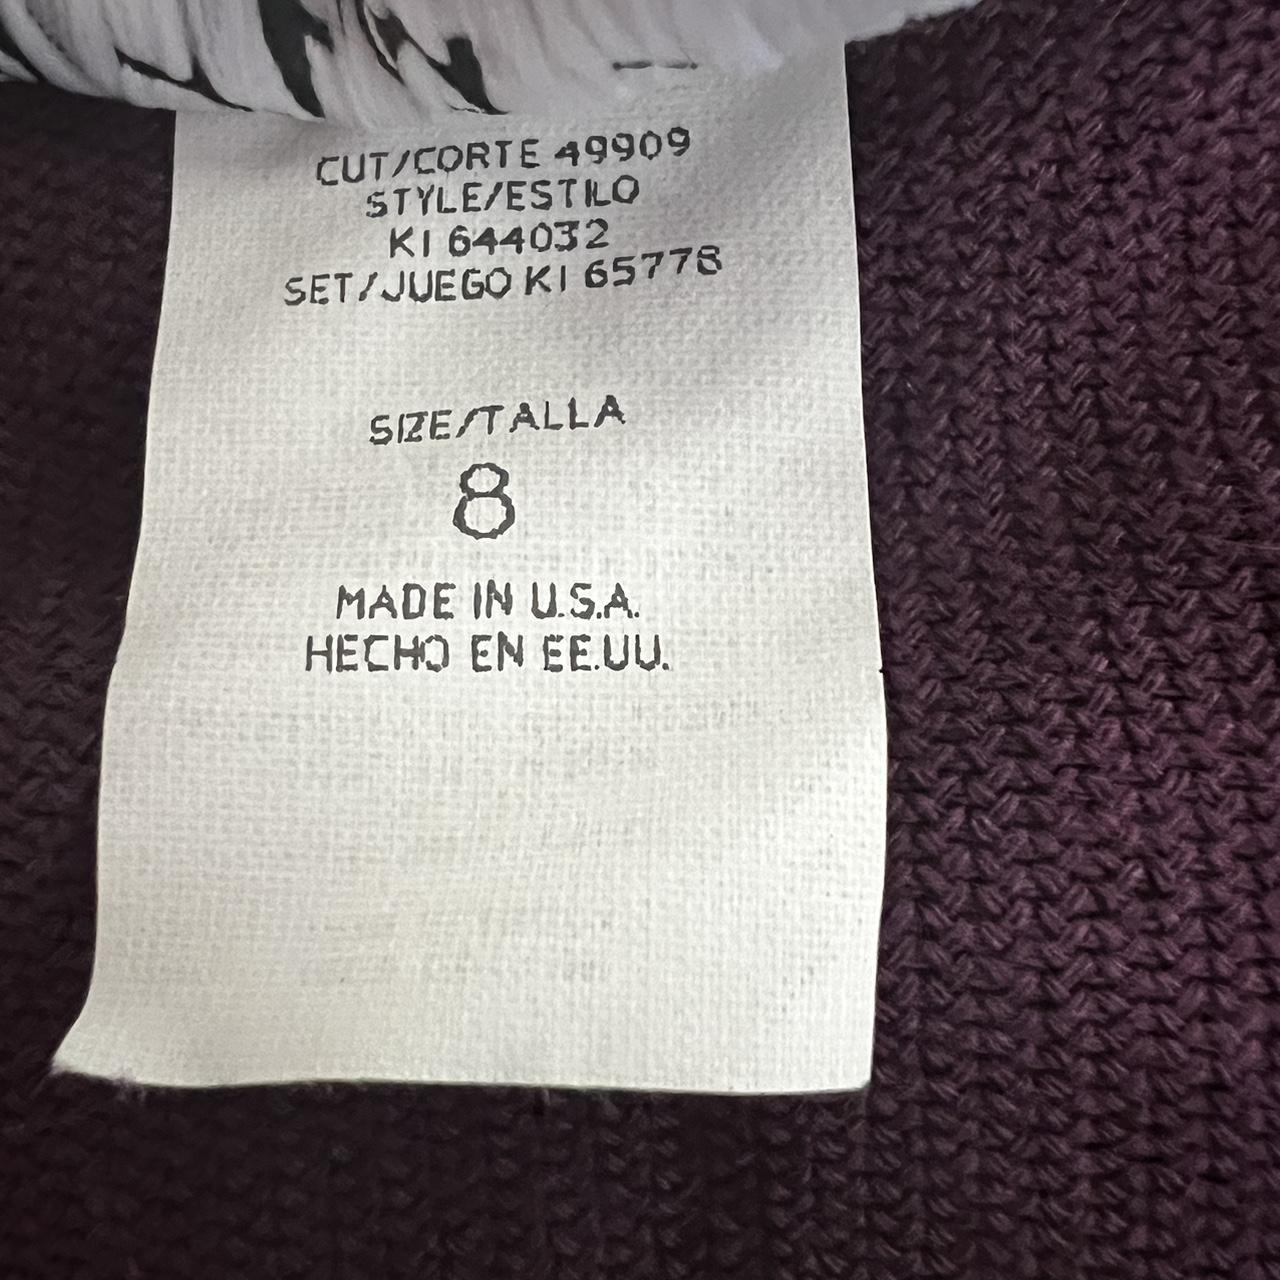 CUT/CORTE 49909
STYLE/ESTILO
KI 644032
SET/JUEGO KI 65778
SIZE/TALLA
8
MADE IN U.S.A.
HECHO EN EE.UU.